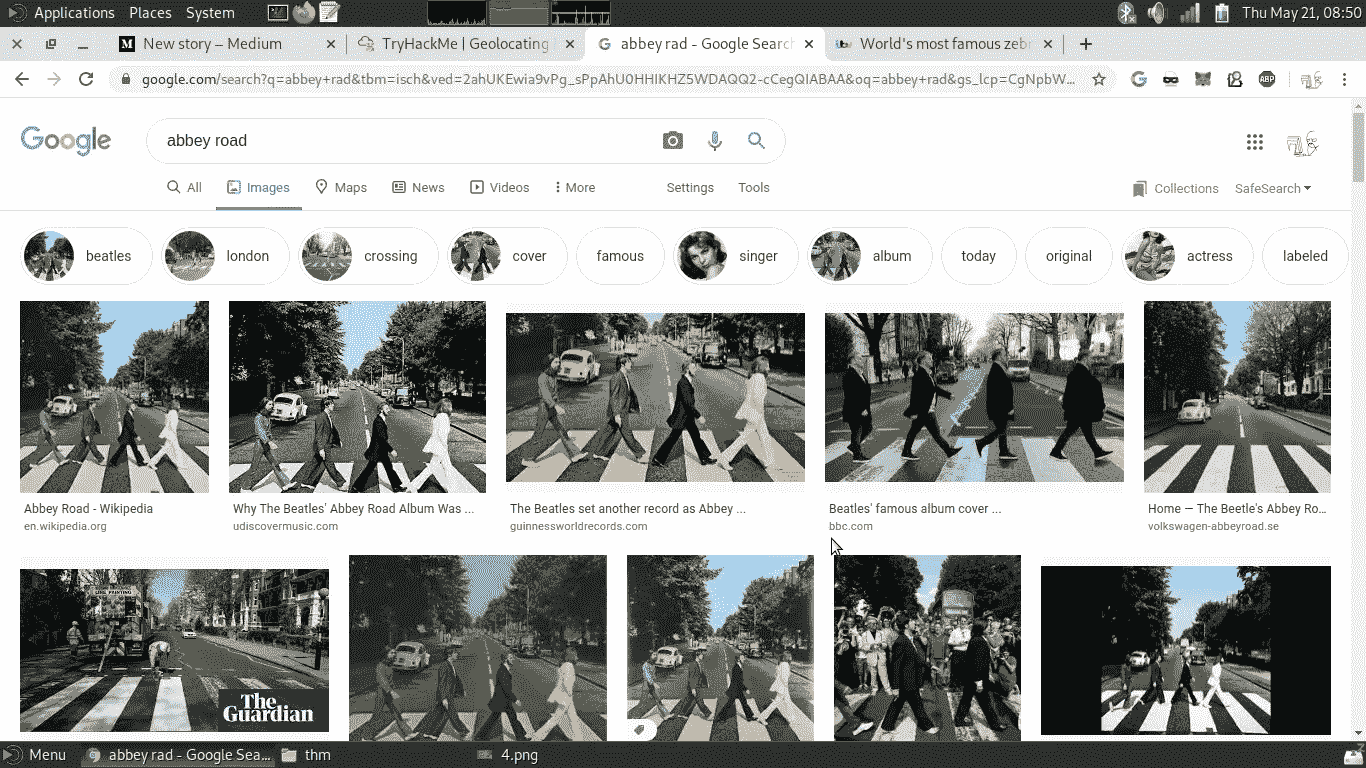 Applications Places System Thu May 21, 08:50
New story – Medium TryHackMe | Geolocating abbey rad - Google Search World's most famous zeb
google.com/search?q=abbey+rad&tbm=isch&ved=2ahUKEwia9vPg_sPpAhU0HHIKHZ5WDAQQ2-cCegQIABAA&oq=abbey+rad&gs_lcp=CgNpbW...
G ABP
Google abbey road
All Images Maps News Videos More Settings Tools Collections SafeSearch
beatles london crossing cover famous singer album today original actress labeled
Abbey Road - Wikipedia
en.wikipedia.org
Why The Beatles' Abbey Road Album Was ...
udiscovermusic.com
The Beatles set another record as Abbey ...
guinnessworldrecords.com
Beatles' famous album cover ...
bbc.com
Home — The Beetle's Abbey Ro...
volkswagen-abbeyroad.se
LINE PAINTING
The
Guardian
Menu abbey rad - Google Sea... thm 4.png